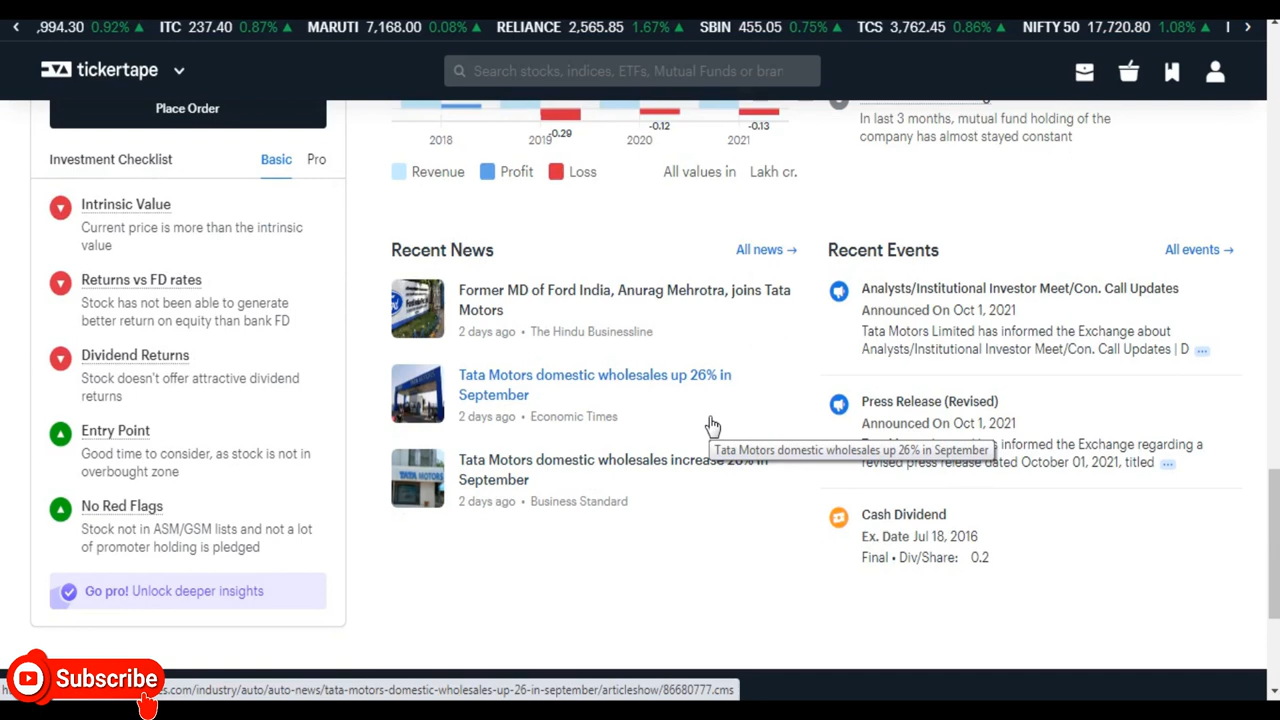 ,994.30 0.92% ITC 237.40 0.87% MARUTI 7,168.00 0.08% RELIANCE 2,565.85 1.67% SBIN 455.05 0.75% TCS 3,762.45 0.86% NIFTY 50 17,720.80 1.08%
tickertape
Search stocks, indices, ETFs, Mutual Funds or bran
Place Order
Investment Checklist
Basic
Pro
Intrinsic Value
Current price is more than the intrinsic
value
Returns vs FD rates
Stock has not been able to generate
better return on equity than bank FD
Dividend Returns
Stock doesn't offer attractive dividend
returns
Entry Point
Good time to consider, as stock is not in
overbought zone
No Red Flags
Stock not in ASM/GSM lists and not a lot
of promoter holding is pledged
Go pro! Unlock deeper insights
-0.29
-0.12
-0.13
2018 2019 2020 2021
Revenue Profit Loss All values in Lakh cr.
In last 3 months, mutual fund holding of the
company has almost stayed constant
Recent News
All news →
Former MD of Ford India, Anurag Mehrotra, joins Tata
Motors
2 days ago • The Hindu Businessline
Tata Motors domestic wholesales up 26% in
September
2 days ago • Economic Times
Tata Motors domestic wholesales up 26% in September
Tata Motors domestic wholesales increase 26% in
September
2 days ago • Business Standard
Recent Events
All events →
Analysts/Institutional Investor Meet/Con. Call Updates
Announced On Oct 1, 2021
Tata Motors Limited has informed the Exchange about
Analysts/Institutional Investor Meet/Con. Call Updates | D ...
Press Release (Revised)
Announced On Oct 1, 2021
informed the Exchange regarding a
revised press release dated October 01, 2021, titled ...
Cash Dividend
Ex. Date Jul 18, 2016
Final • Div/Share: 0.2
Subscribe
es.com/industry/auto/auto-news/tata-motors-domestic-wholesales-up-26-in-september/articleshow/86680777.cms